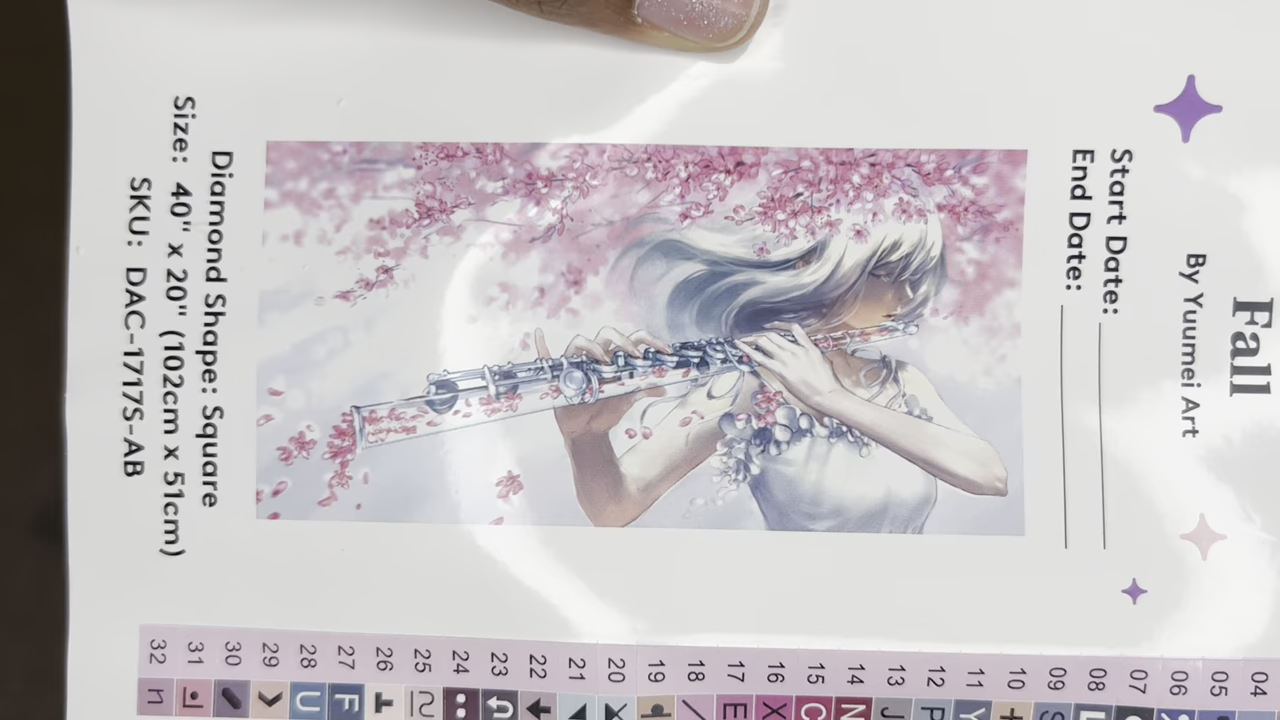 Fall
By Yuumei Art
Start Date:
End Date:
Diamond Shape: Square
Size: 40" x 20" (102cm x 51cm)
SKU: DAC-1717S-AB
04
05
06
07
08
09
10 +
11 Y
12 P
13 J
14 N
15 C
16 X
17 E
18 /
19
20 X
21
22
23
24
25
26
27 F
28 U
29
30
31
32 n